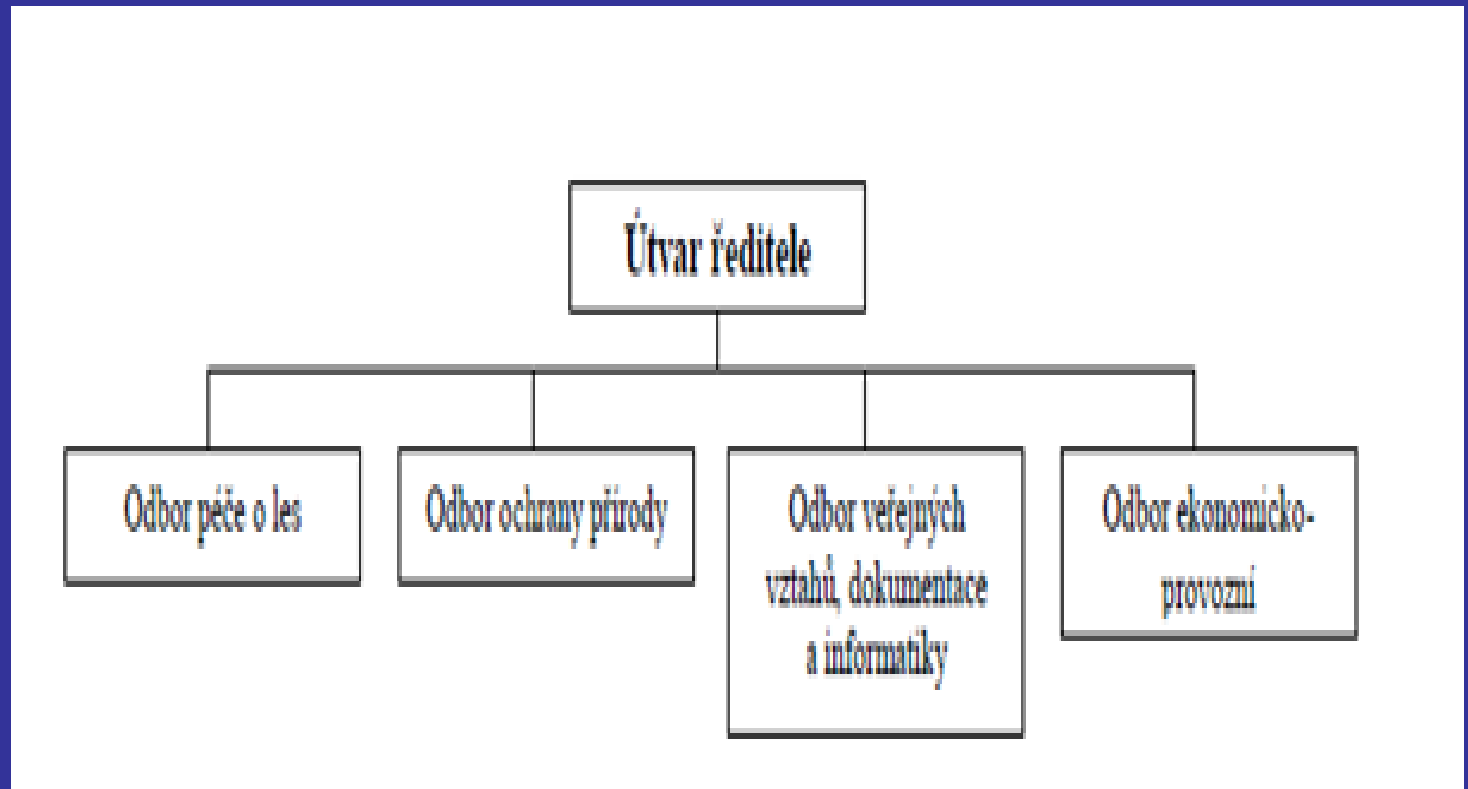 Útvar ředitele
Odbor péče o les
Odbor ochrany přírody
Odbor veřejných
vztahů, dokumentace
a informatiky
Odbor ekonomicko-
provozní